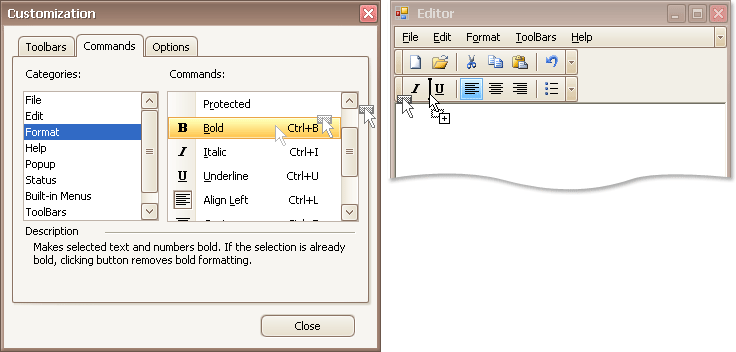 Customization
Toolbars Commands Options
Categories:
File
Edit
Format
Help
Popup
Status
Built-in Menus
ToolBars
Commands:
Protected
B Bold Ctrl+B
I Italic Ctrl+I
U Underline Ctrl+U
Align Left Ctrl+L
Description
Makes selected text and numbers bold. If the selection is already
bold, clicking button removes bold formatting.
Close
Editor
File Edit Format ToolBars Help
I U